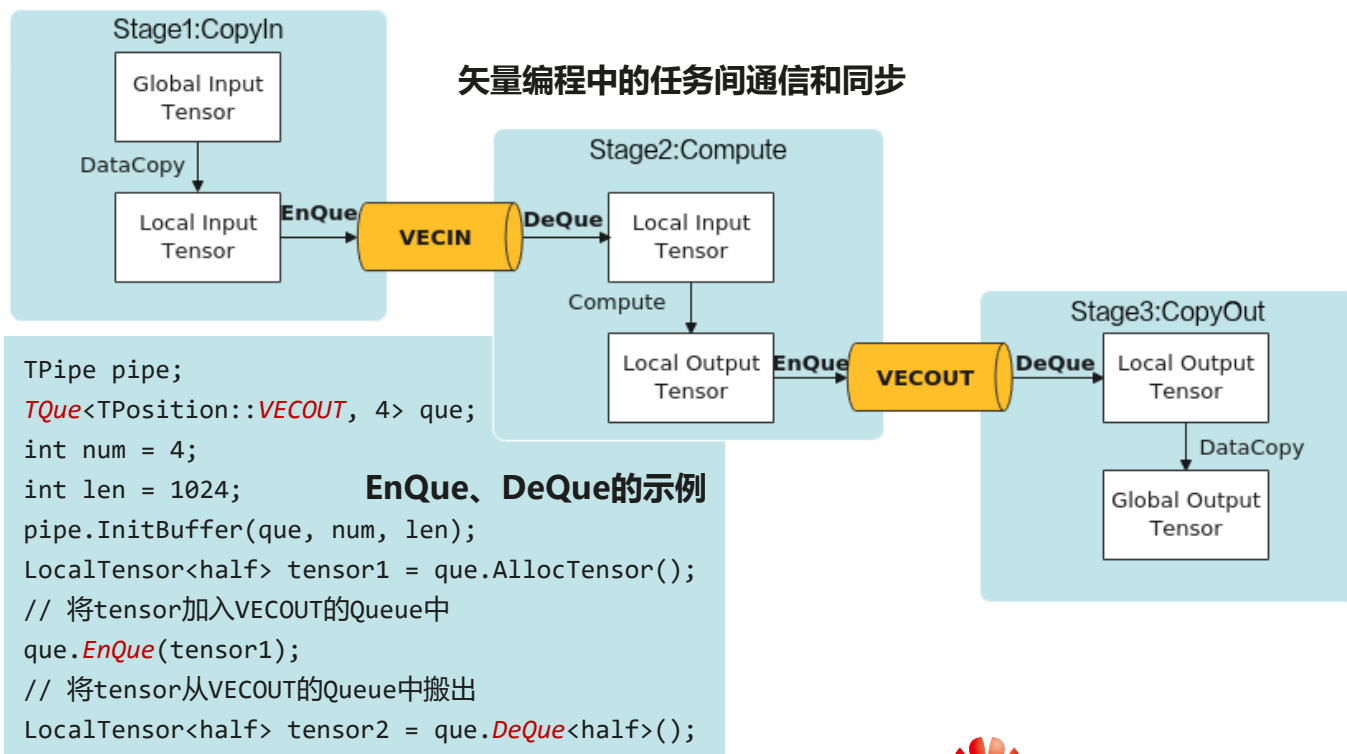 Stage1:CopyIn
Global Input
Tensor
DataCopy
Local Input
Tensor
EnQue
VECIN
矢量编程中的任务间通信和同步
Stage2:Compute
DeQue
Local Input
Tensor
Compute
Local Output
Tensor
EnQue
VECOUT
Stage3:CopyOut
DeQue
Local Output
Tensor
DataCopy
Global Output
Tensor
EnQue、DeQue的示例
TPipe pipe;
TQue<TPosition::VECOUT, 4> que;
int num = 4;
int len = 1024;
pipe.InitBuffer(que, num, len);
LocalTensor<half> tensor1 = que.AllocTensor();
// 将tensor加入VECOUT的Queue中
que.EnQue(tensor1);
// 将tensor从VECOUT的Queue中搬出
LocalTensor<half> tensor2 = que.DeQue<half>();